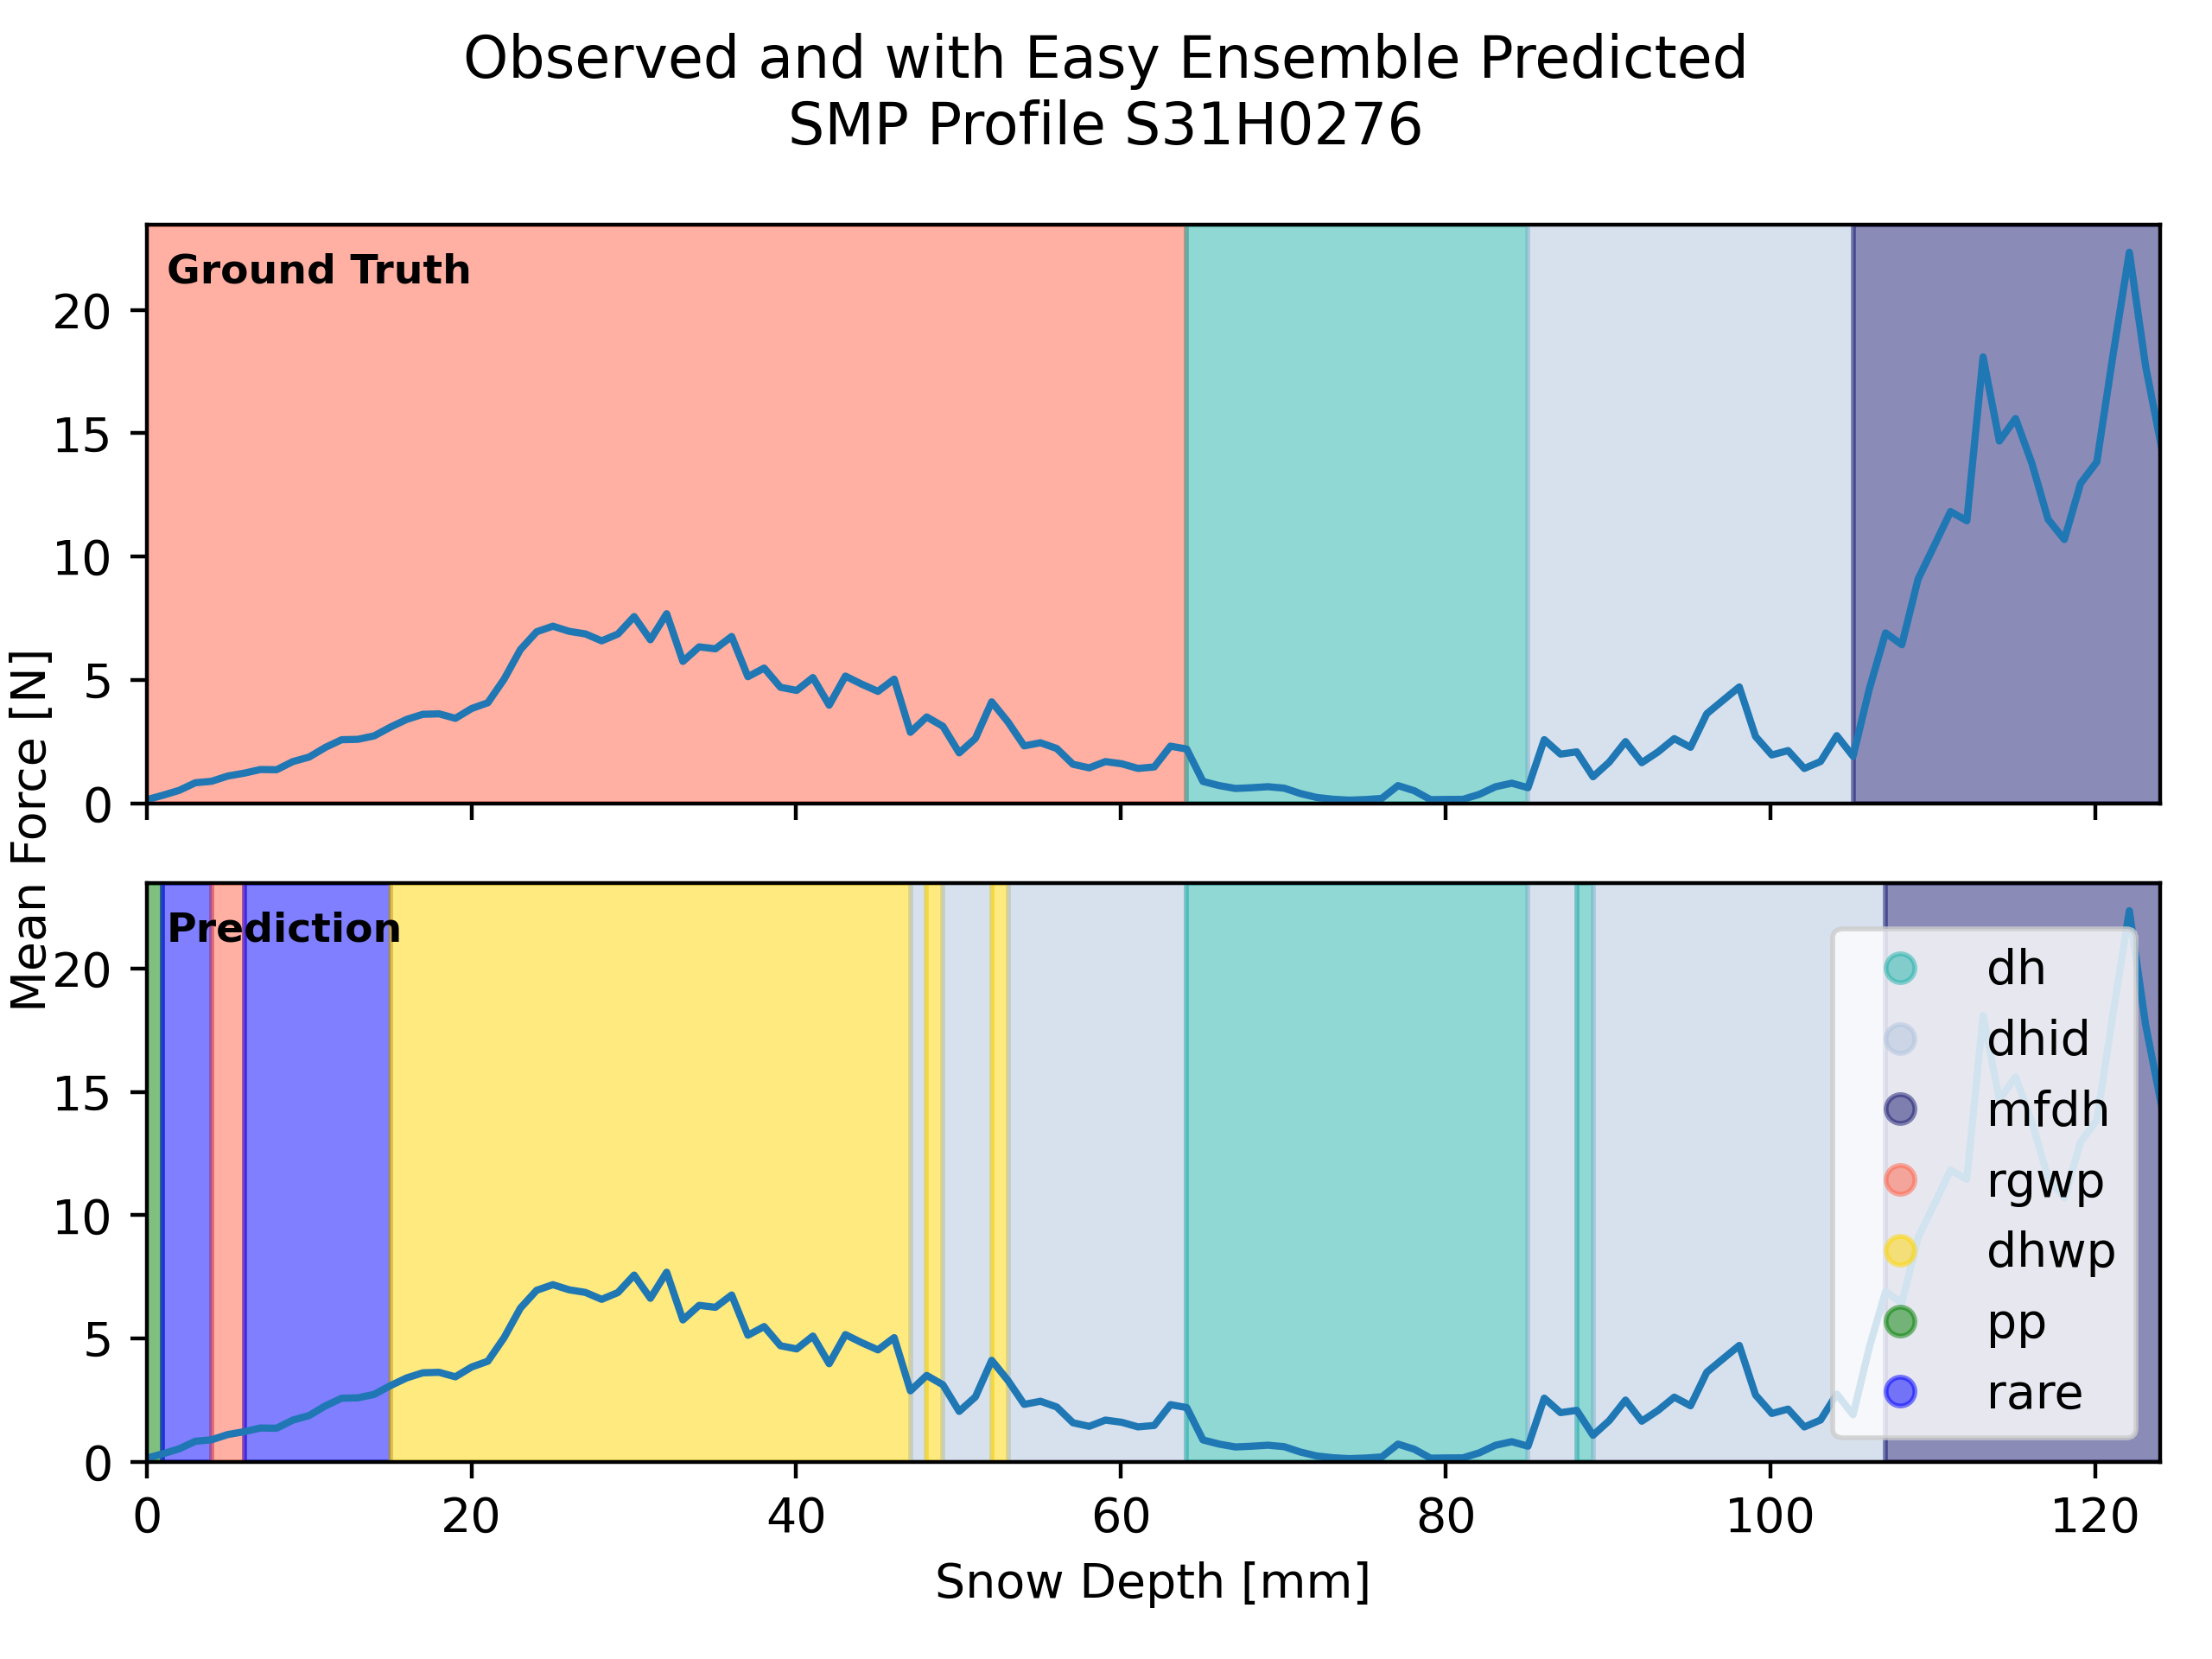 Observed and with Easy Ensemble Predicted
SMP Profile S31H0276
Ground Truth
20
15
10
5
0
Mean Force [N]
Prediction
20
15
10
5
0
dh
dhid
mfdh
rgwp
dhwp
pp
rare
0 20 40 60 80 100 120
Snow Depth [mm]